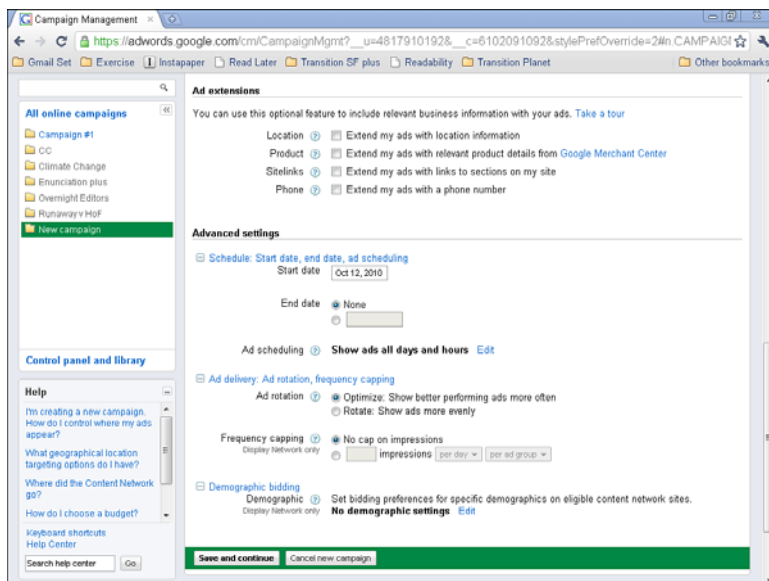 Campaign Management
https://adwords.google.com/cm/CampaignMgmt?__u=4817910192&__c=6102091092&stylePrefOverride=2#n.CAMPAIGI
Gmail Set Exercise Instapaper Read Later Transition SF plus Readability Transition Planet Other bookmarks
All online campaigns
Campaign #1
CC
Climate Change
Enunciation plus
Overnight Editors
Runaway v HoF
New campaign
Control panel and library
Help
I'm creating a new campaign.
How do I control where my ads
appear?
What geographical location
targeting options do I have?
Where did the Content Network
go?
How do I choose a budget?
Keyboard shortcuts
Help Center
Search help center Go
Ad extensions
You can use this optional feature to include relevant business information with your ads. Take a tour
Location Extend my ads with location information
Product Extend my ads with relevant product details from Google Merchant Center
Sitelinks Extend my ads with links to sections on my site
Phone Extend my ads with a phone number
Advanced settings
Schedule: Start date, end date, ad scheduling
Start date Oct 12, 2010
End date None
Ad scheduling Show ads all days and hours Edit
Ad delivery: Ad rotation, frequency capping
Ad rotation Optimize: Show better performing ads more often
Rotate: Show ads more evenly
Frequency capping No cap on impressions
Display Network only impressions per day per ad group
Demographic bidding
Demographic Set bidding preferences for specific demographics on eligible content network sites.
Display Network only No demographic settings Edit
Save and continue Cancel new campaign